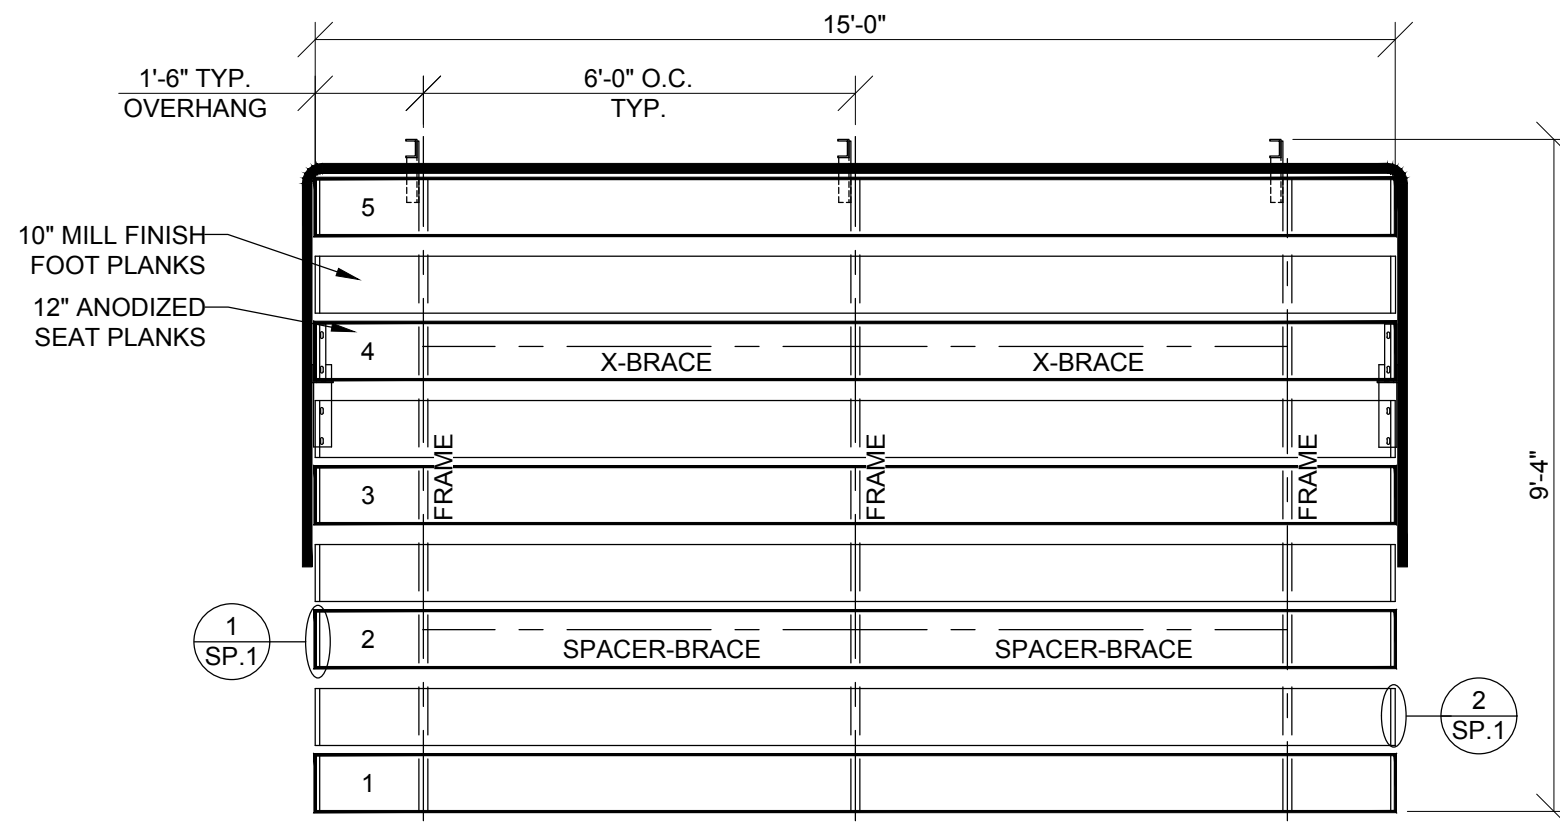 15'-0"
1'-6" TYP.
OVERHANG
6'-0" O.C.
TYP.
5
10" MILL FINISH
FOOT PLANKS
12" ANODIZED
SEAT PLANKS
4
X-BRACE
X-BRACE
FRAME
FRAME
FRAME
9'-4"
3
1
SP.1
2
SPACER-BRACE
SPACER-BRACE
2
SP.1
1